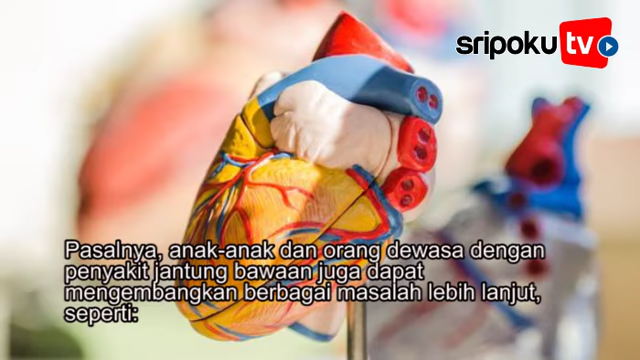 sripoku tv
Pasalnya, anak-anak dan orang dewasa dengan
penyakit jantung bawaan juga dapat
mengembangkan berbagai masalah lebih lanjut,
seperti: